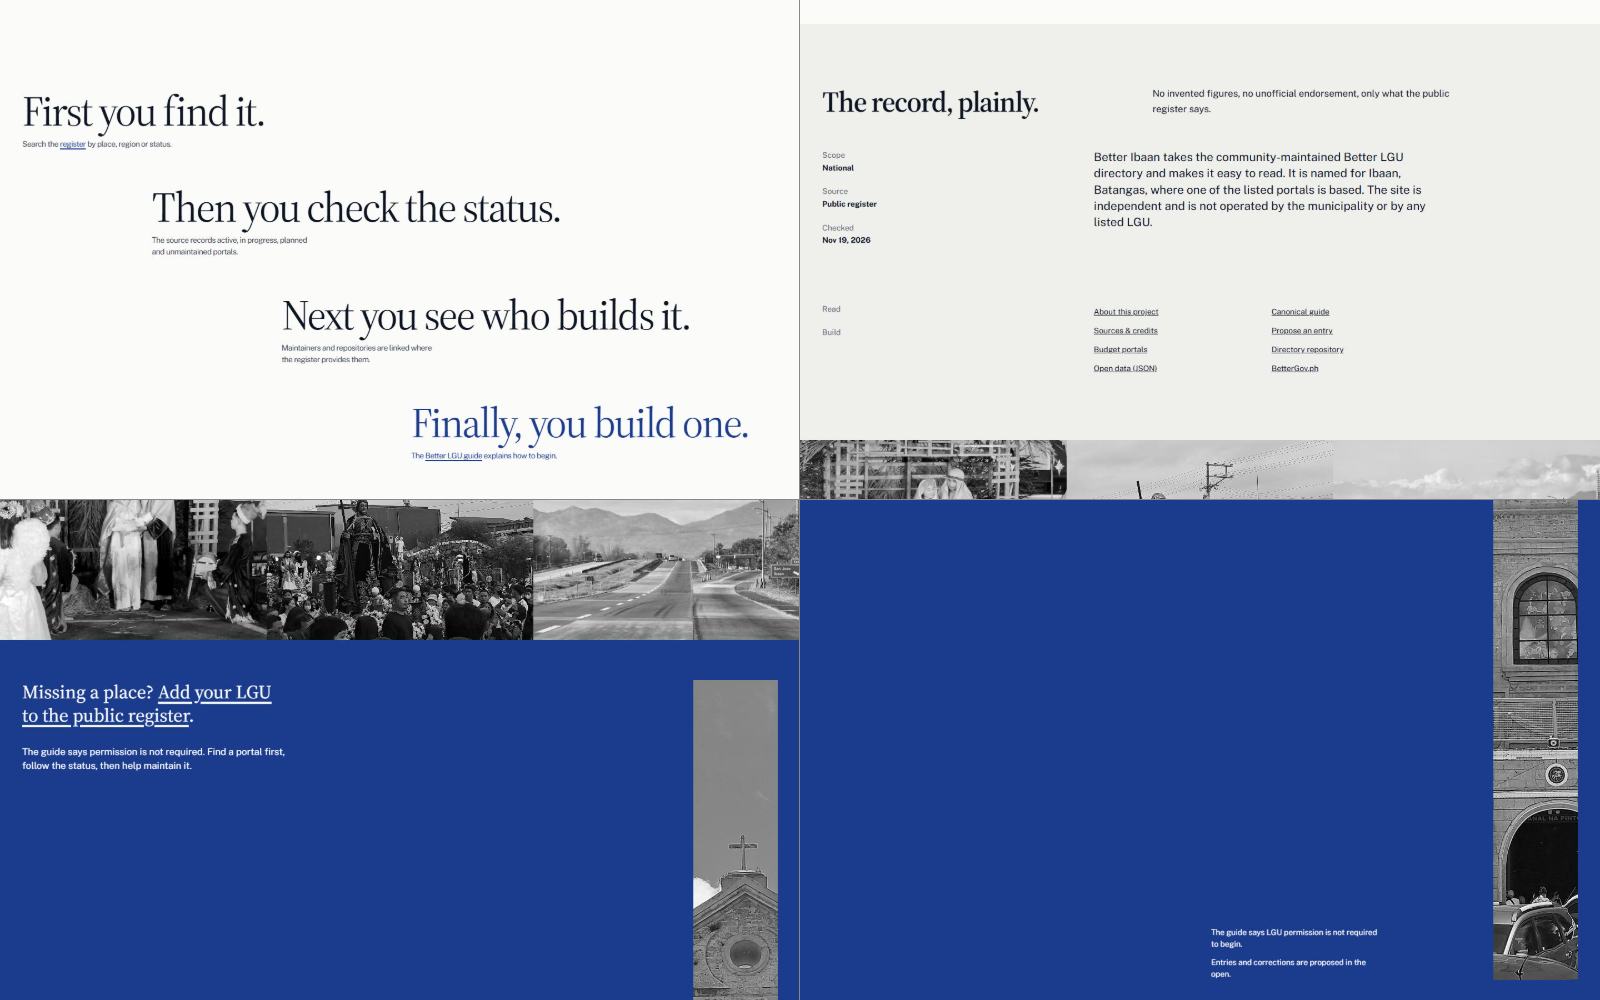 First you find it.
Search the register by place, region or status.
Then you check the status.
The source records active, in progress, planned
and unmaintained portals.
Next you see who builds it.
Maintainers and repositories are linked where
the register provides them.
Finally, you build one.
The Better LGU guide explains how to begin.
The record, plainly.
No invented figures, no unofficial endorsement, only what the public
register says.
Scope
National
Source
Public register
Checked
Nov 19, 2026
Better Ibaan takes the community-maintained Better LGU
directory and makes it easy to read. It is named for Ibaan,
Batangas, where one of the listed portals is based. The site is
independent and is not operated by the municipality or by any
listed LGU.
Read
Build
About this project
Sources & credits
Budget portals
Open data (JSON)
Canonical guide
Propose an entry
Directory repository
BetterGov.ph
San Jose
Missing a place? Add your LGU
to the public register.
The guide says permission is not required. Find a portal first,
follow the status, then help maintain it.
The guide says LGU permission is not required
to begin.
Entries and corrections are proposed in the
open.